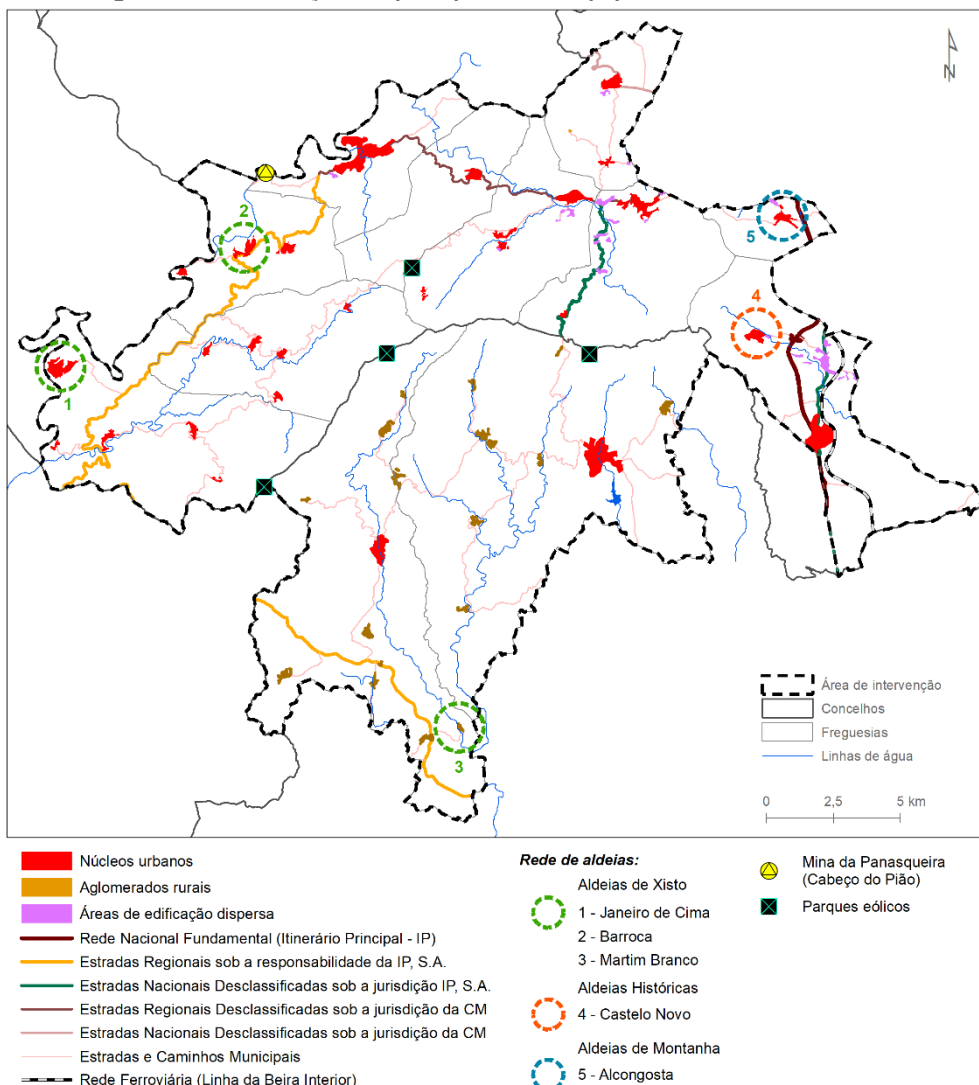 N
2
5
4
1
3
Área de intervenção
Concelhos
Freguesias
Linhas de água
0 2,5 5 km
Núcleos urbanos
Aglomerados rurais
Áreas de edificação dispersa
Rede Nacional Fundamental (Itinerário Principal - IP)
Estradas Regionais sob a responsabilidade da IP, S.A.
Estradas Nacionais Desclassificadas sob a jurisdição IP, S.A.
Estradas Regionais Desclassificadas sob a jurisdição da CM
Estradas Nacionais Desclassificadas sob a jurisdição da CM
Estradas e Caminhos Municipais
Rede Ferroviária (Linha da Beira Interior)
Rede de aldeias:
Aldeias de Xisto
1 - Janeiro de Cima
2 - Barroca
3 - Martim Branco
Aldeias Históricas
4 - Castelo Novo
Aldeias de Montanha
5 - Alcongosta
Mina da Panasqueira
(Cabeço do Pião)
Parques eólicos